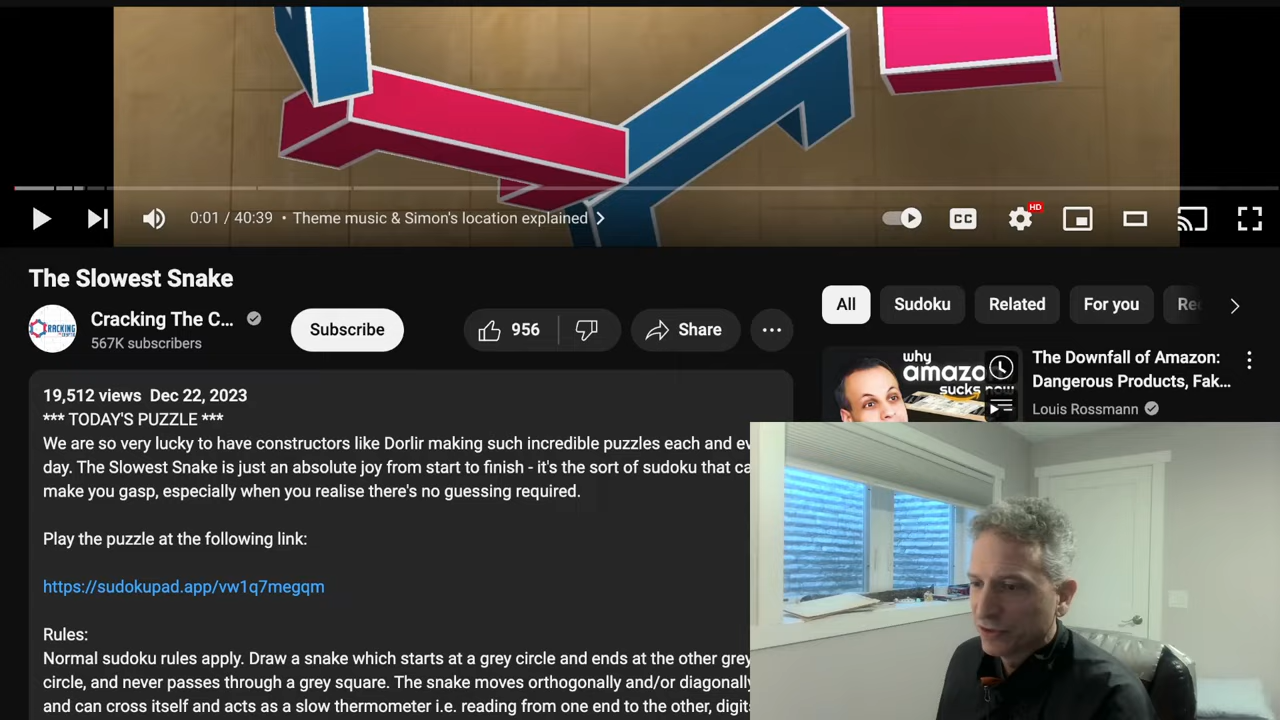 0:01 / 40:39 • Theme music & Simon's location explained
CC
HD
The Slowest Snake
Cracking The C...
567K subscribers
Subscribe
956
Share
All
Sudoku
Related
For you
19,512 views Dec 22, 2023
*** TODAY'S PUZZLE ***
We are so very lucky to have constructors like Dorlir making such incredible puzzles each and ev
day. The Slowest Snake is just an absolute joy from start to finish - it's the sort of sudoku that ca
make you gasp, especially when you realise there's no guessing required.
Play the puzzle at the following link:
https://sudokupad.app/vw1q7megqm
Rules:
Normal sudoku rules apply. Draw a snake which starts at a grey circle and ends at the other grey
circle, and never passes through a grey square. The snake moves orthogonally and/or diagonally
and can cross itself and acts as a slow thermometer i.e. reading from one end to the other, digits
why
amazo
sucks now
The Downfall of Amazon:
Dangerous Products, Fak...
Louis Rossmann